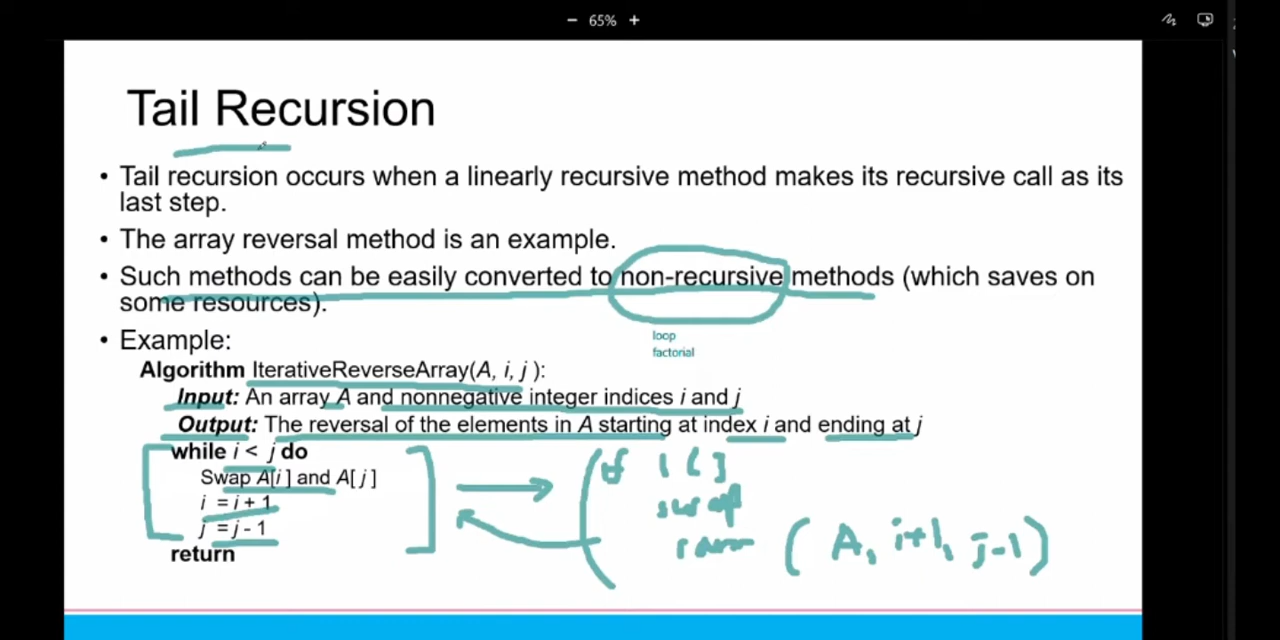 65%
Tail Recursion
• Tail recursion occurs when a linearly recursive method makes its recursive call as its
last step.
• The array reversal method is an example.
• Such methods can be easily converted to non-recursive methods (which saves on
some resources).
loop
factorial
• Example:
Algorithm IterativeReverseArray(A, i, j ):
Input: An array A and nonnegative integer indices i and j
Output: The reversal of the elements in A starting at index i and ending at j
while i < j do
Swap A[i ] and A[ j ]
i = i + 1
j = j - 1
return
if
swap
(A, i+1, j-1)